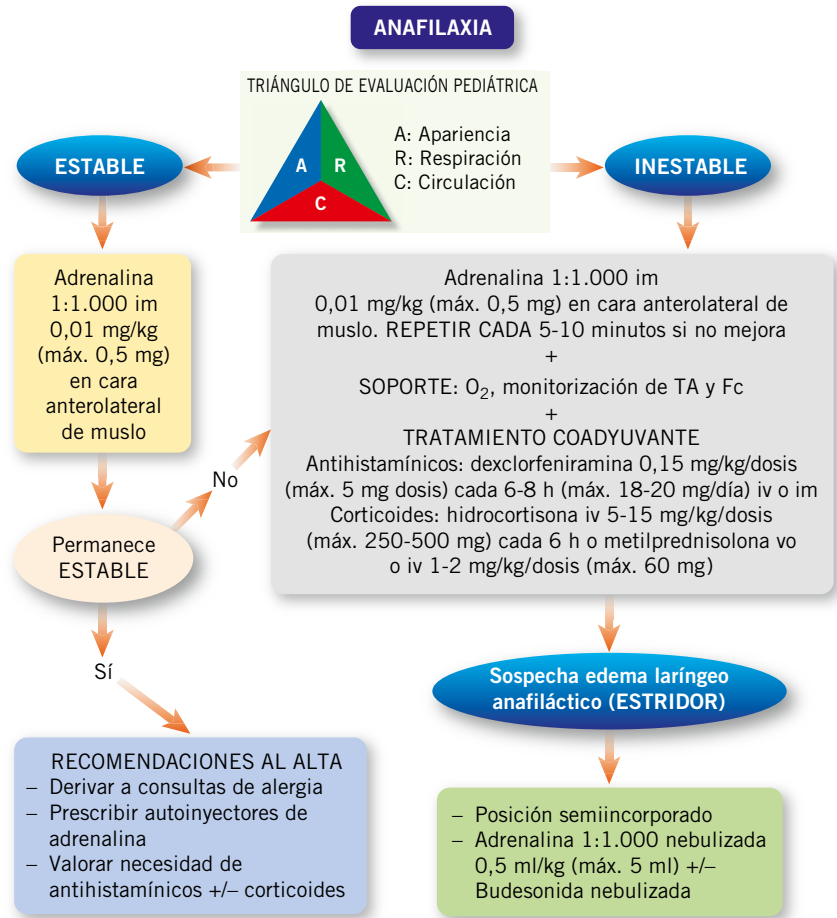 ANAFILAXIA
TRIÁNGULO DE EVALUACIÓN PEDIÁTRICA
A
R
C
A: Apariencia
R: Respiración
C: Circulación
ESTABLE
INESTABLE
Adrenalina
1:1.000 im
0,01 mg/kg
(máx. 0,5 mg)
en cara
anterolateral
de muslo
Adrenalina 1:1.000 im
0,01 mg/kg (máx. 0,5 mg) en cara anterolateral de
muslo. REPETIR CADA 5-10 minutos si no mejora
+
SOPORTE: O₂, monitorización de TA y Fc
+
TRATAMIENTO COADYUVANTE
Antihistamínicos: dexclorfeniramina 0,15 mg/kg/dosis
(máx. 5 mg dosis) cada 6-8 h (máx. 18-20 mg/día) iv o im
Corticoides: hidrocortisona iv 5-15 mg/kg/dosis
(máx. 250-500 mg) cada 6 h o metilprednisolona vo
o iv 1-2 mg/kg/dosis (máx. 60 mg)
No
Permanece
ESTABLE
Sí
Sospecha edema laríngeo
anafiláctico (ESTRIDOR)
RECOMENDACIONES AL ALTA
– Derivar a consultas de alergia
– Prescribir autoinyectores de
adrenalina
– Valorar necesidad de
antihistamínicos +/– corticoides
– Posición semiincorporado
– Adrenalina 1:1.000 nebulizada
0,5 ml/kg (máx. 5 ml) +/–
Budesonida nebulizada